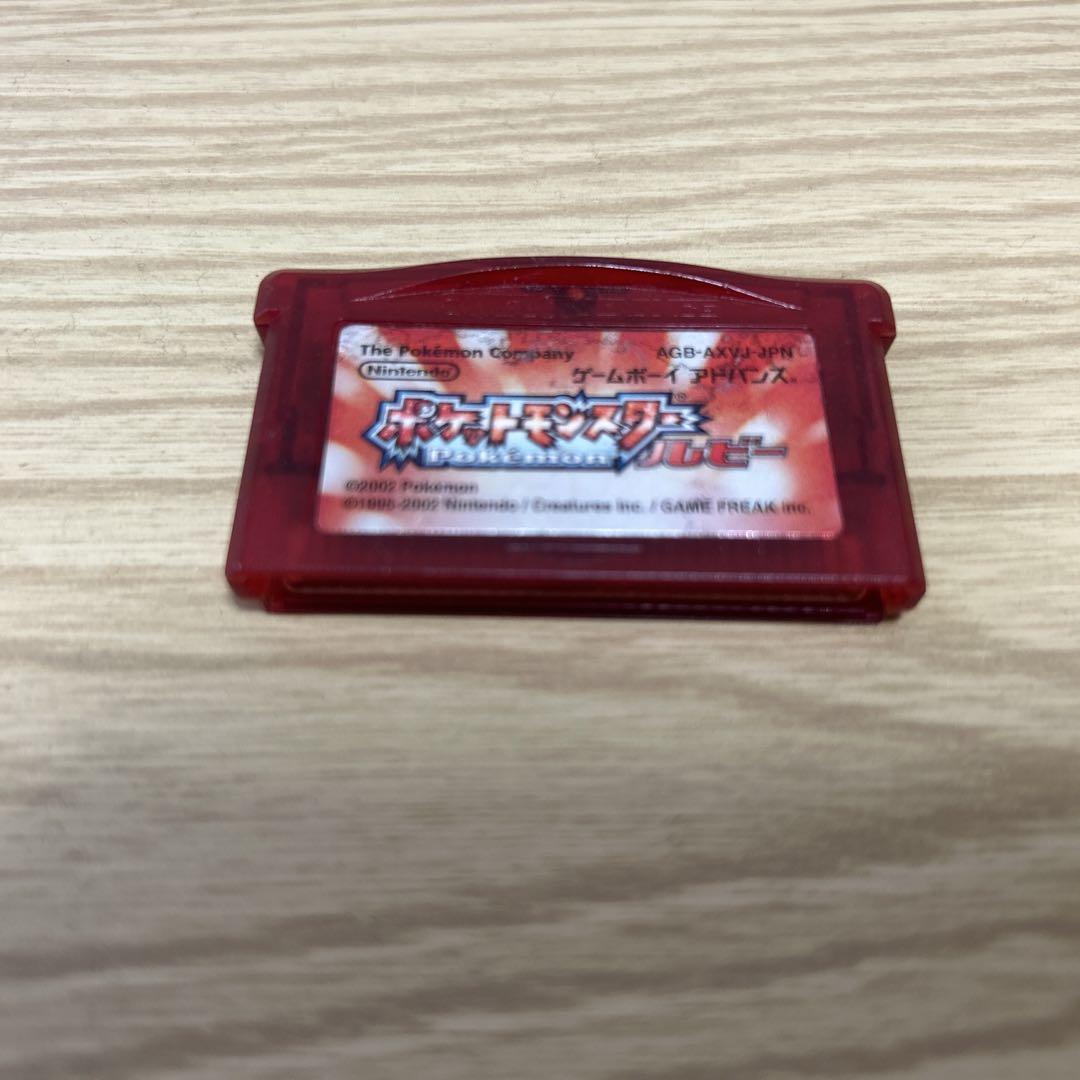 The Pokémon Company
AGB-AXVJ-JPN
Nintendo
ゲームボーイ アドバンス
ポケットモンスター®
Pokémon
ルビー
©2002 Pokémon
©1995-2002 Nintendo / Creatures Inc. / GAME FREAK inc.